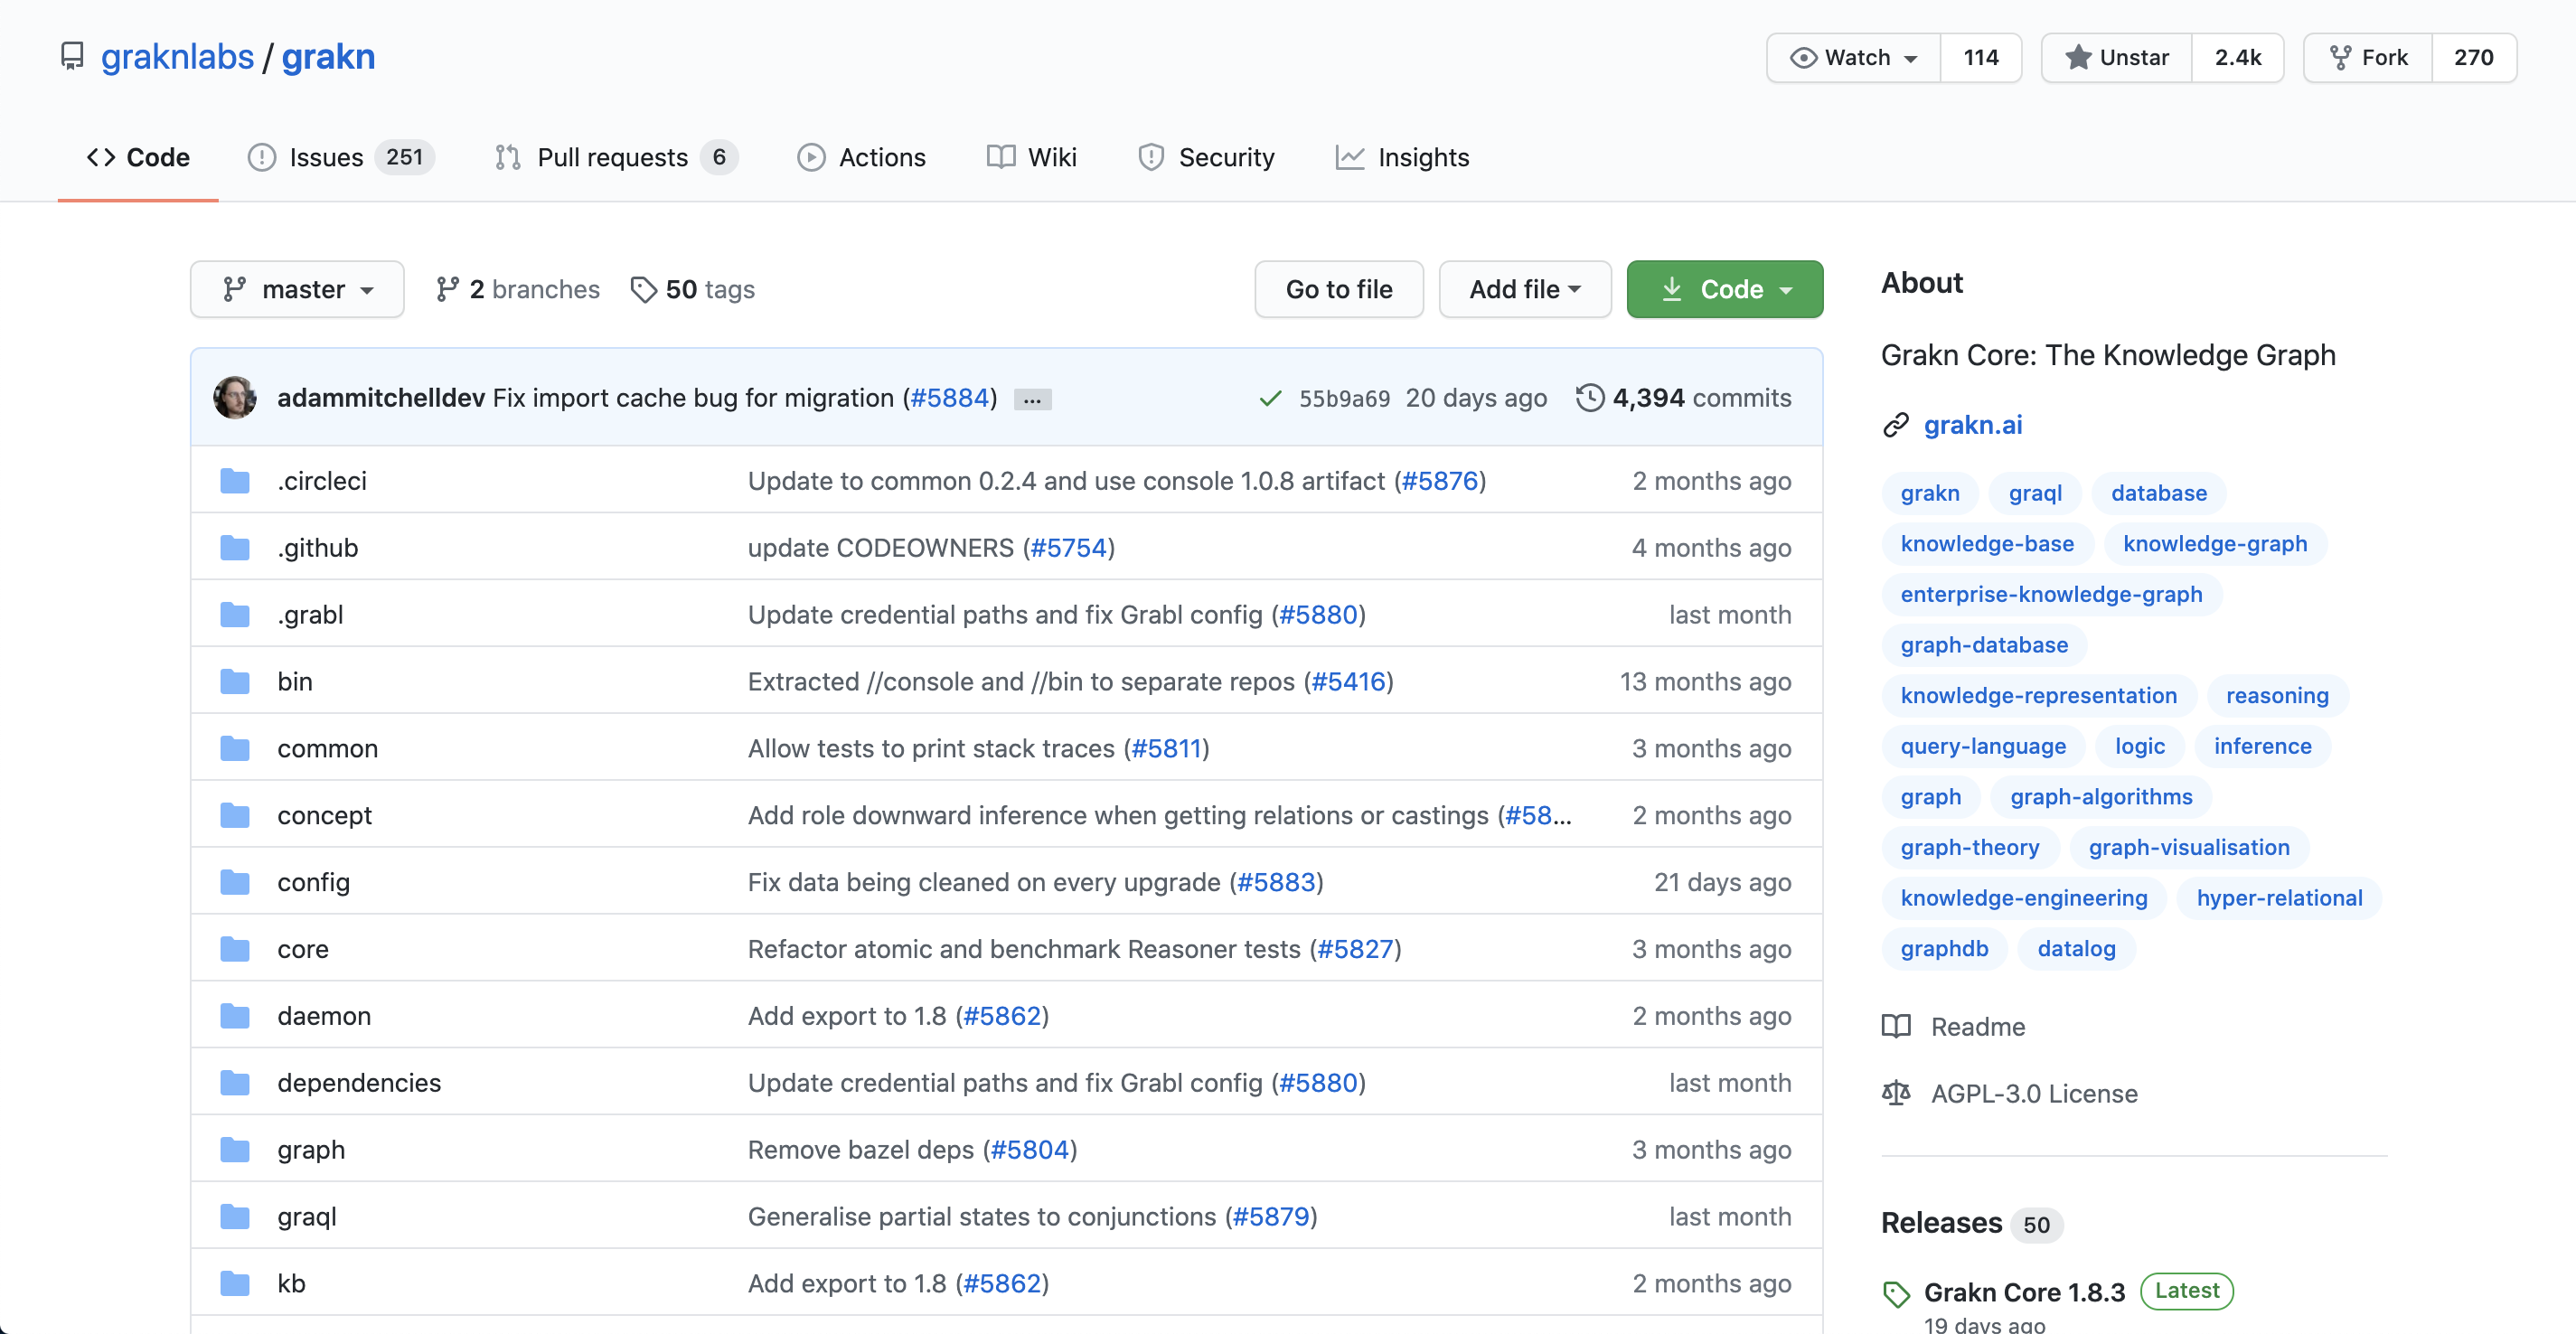 graknlabs / grakn
Watch 114 Unstar 2.4k Fork 270
Code Issues 251 Pull requests 6 Actions Wiki Security Insights
master 2 branches 50 tags Go to file Add file Code
adammitchelldev Fix import cache bug for migration (#5884) ... 55b9a69 20 days ago 4,394 commits
.circleci Update to common 0.2.4 and use console 1.0.8 artifact (#5876) 2 months ago
.github update CODEOWNERS (#5754) 4 months ago
.grabl Update credential paths and fix Grabl config (#5880) last month
bin Extracted //console and //bin to separate repos (#5416) 13 months ago
common Allow tests to print stack traces (#5811) 3 months ago
concept Add role downward inference when getting relations or castings (#58... 2 months ago
config Fix data being cleaned on every upgrade (#5883) 21 days ago
core Refactor atomic and benchmark Reasoner tests (#5827) 3 months ago
daemon Add export to 1.8 (#5862) 2 months ago
dependencies Update credential paths and fix Grabl config (#5880) last month
graph Remove bazel deps (#5804) 3 months ago
graql Generalise partial states to conjunctions (#5879) last month
kb Add export to 1.8 (#5862) 2 months ago
About
Grakn Core: The Knowledge Graph
grakn.ai
grakn graql database
knowledge-base knowledge-graph
enterprise-knowledge-graph
graph-database
knowledge-representation reasoning
query-language logic inference
graph graph-algorithms
graph-theory graph-visualisation
knowledge-engineering hyper-relational
graphdb datalog
Readme
AGPL-3.0 License
Releases 50
Grakn Core 1.8.3 Latest
19 days ago